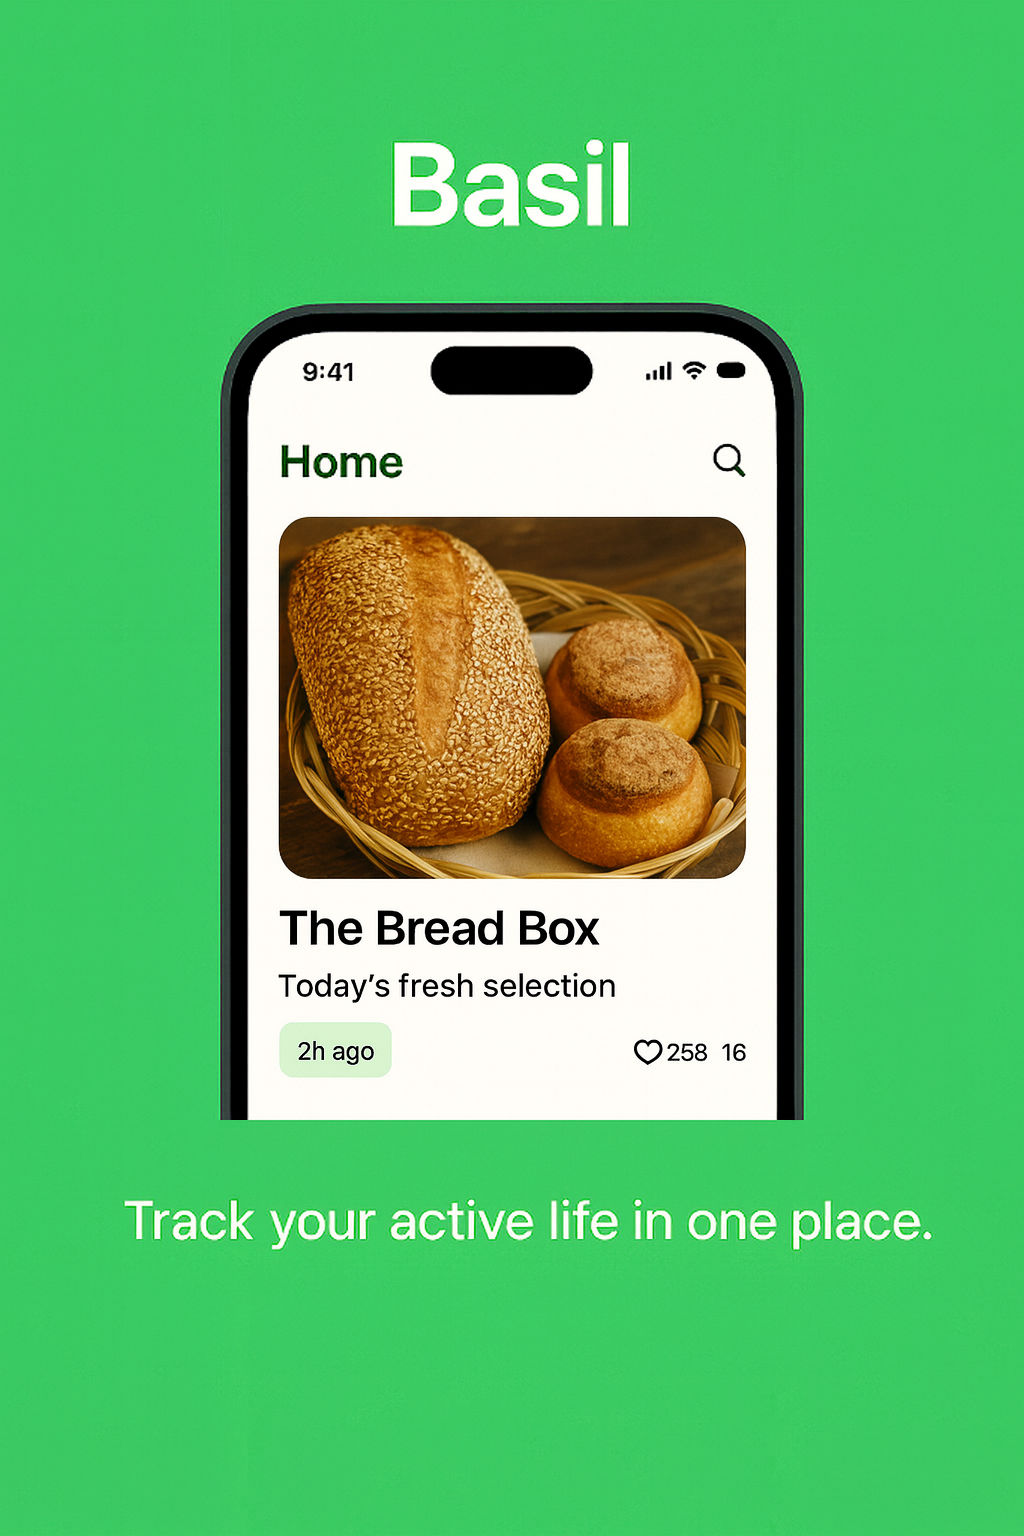 Basil
9:41
Home
The Bread Box
Today’s fresh selection
2h ago 258 16
Track your active life in one place.